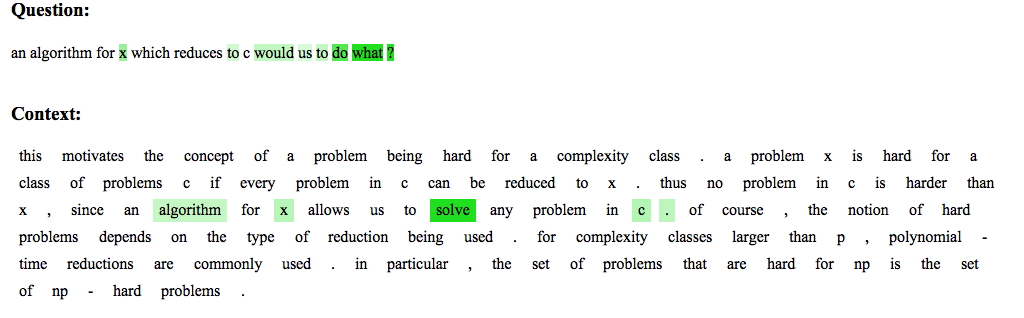 Question:
an algorithm for x which reduces to c would us to do what ?
Context:
this motivates the concept of a problem being hard for a complexity class . a problem x is hard for a
class of problems c if every problem in c can be reduced to x . thus no problem in c is harder than
x , since an algorithm for x allows us to solve any problem in c . of course , the notion of hard
problems depends on the type of reduction being used . for complexity classes larger than p , polynomial -
time reductions are commonly used . in particular , the set of problems that are hard for np is the set
of np - hard problems .